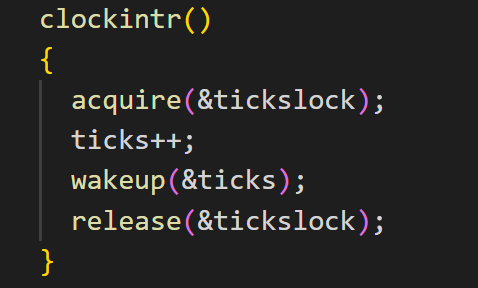 clockintr()
{
  acquire(&tickslock);
  ticks++;
  wakeup(&ticks);
  release(&tickslock);
}